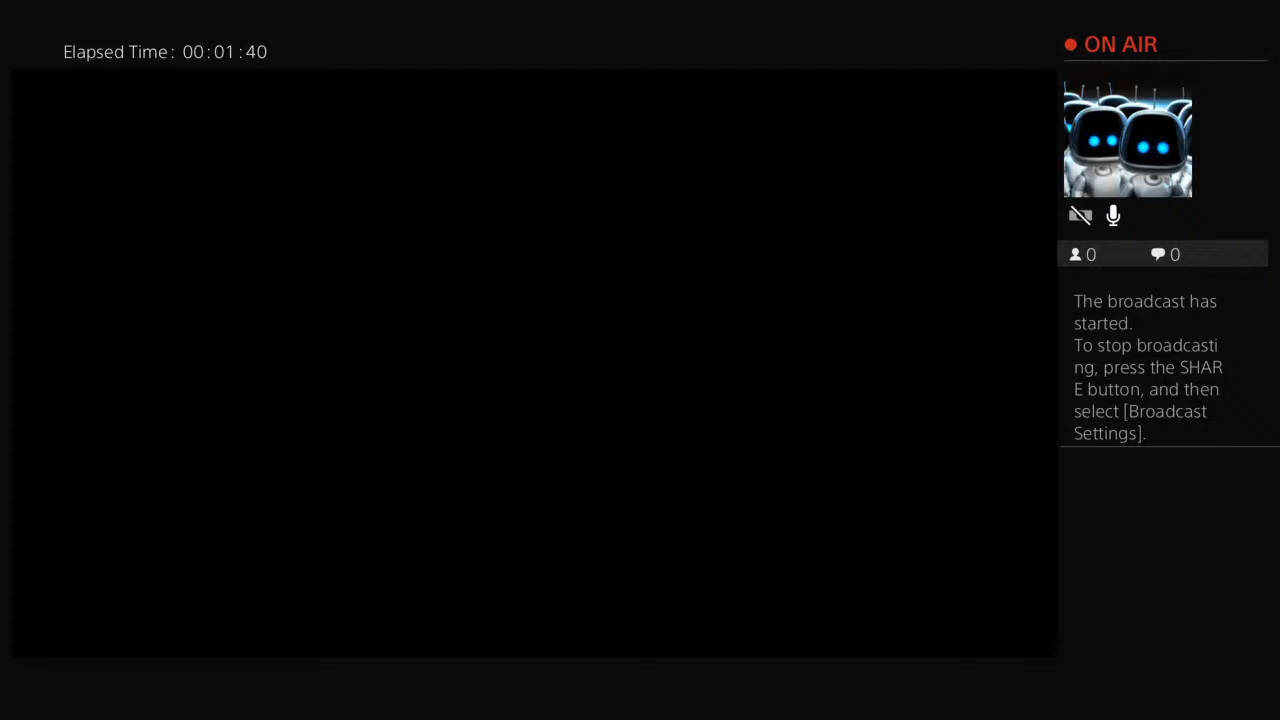 Elapsed Time: 00:01:40
ON AIR
0
0
The broadcast has
started.
To stop broadcasti
ng, press the SHAR
E button, and then
select [Broadcast
Settings].